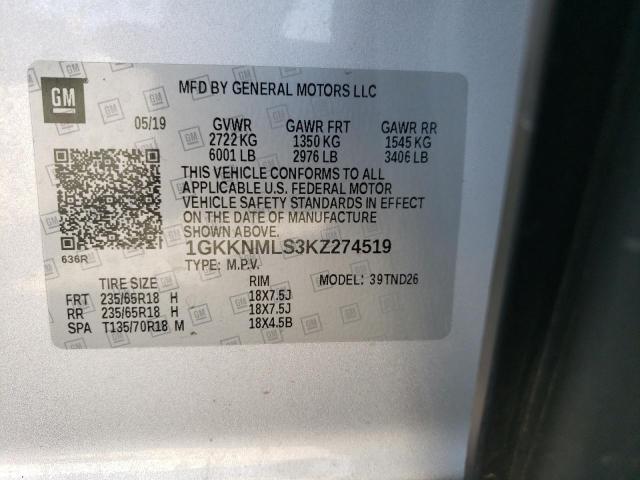 GM
MFD BY GENERAL MOTORS LLC
05/19 GVWR GAWR FRT GAWR RR
2722 KG 1350 KG 1545 KG
6001 LB 2976 LB 3406 LB
THIS VEHICLE CONFORMS TO ALL
APPLICABLE U.S. FEDERAL MOTOR
VEHICLE SAFETY STANDARDS IN EFFECT
ON THE DATE OF MANUFACTURE
SHOWN ABOVE.
636R
1GKKNMLS3KZ274519
TYPE: M.P.V.
TIRE SIZE RIM MODEL: 39TND26
FRT 235/65R18 H 18X7.5J
RR 235/65R18 H 18X7.5J
SPA T135/70R18 M 18X4.5B